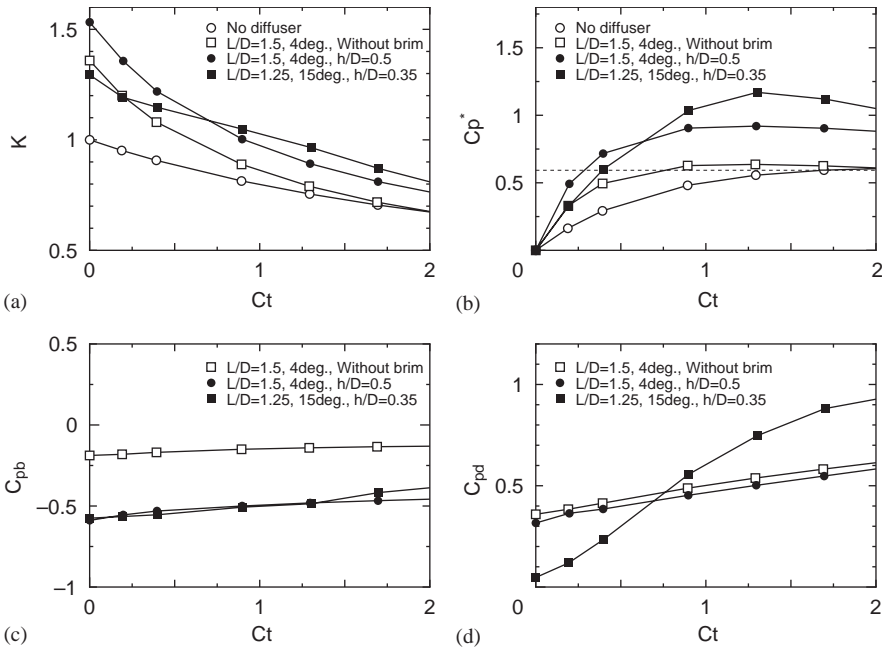 No diffuser
L/D=1.5, 4deg., Without brim
L/D=1.5, 4deg., h/D=0.5
L/D=1.25, 15deg., h/D=0.35
1.5
1
0.5
K
0
1
2
Ct
(a)
No diffuser
L/D=1.5, 4deg., Without brim
L/D=1.5, 4deg., h/D=0.5
L/D=1.25, 15deg., h/D=0.35
1
0.5
0
Cp*
0
1
2
Ct
(b)
L/D=1.5, 4deg., Without brim
L/D=1.5, 4deg., h/D=0.5
L/D=1.25, 15deg., h/D=0.35
0.5
0
−0.5
−1
Cpb
0
1
2
Ct
(c)
L/D=1.5, 4deg., Without brim
L/D=1.5, 4deg., h/D=0.5
L/D=1.25, 15deg., h/D=0.35
1
0.5
Cpd
0
1
2
Ct
(d)